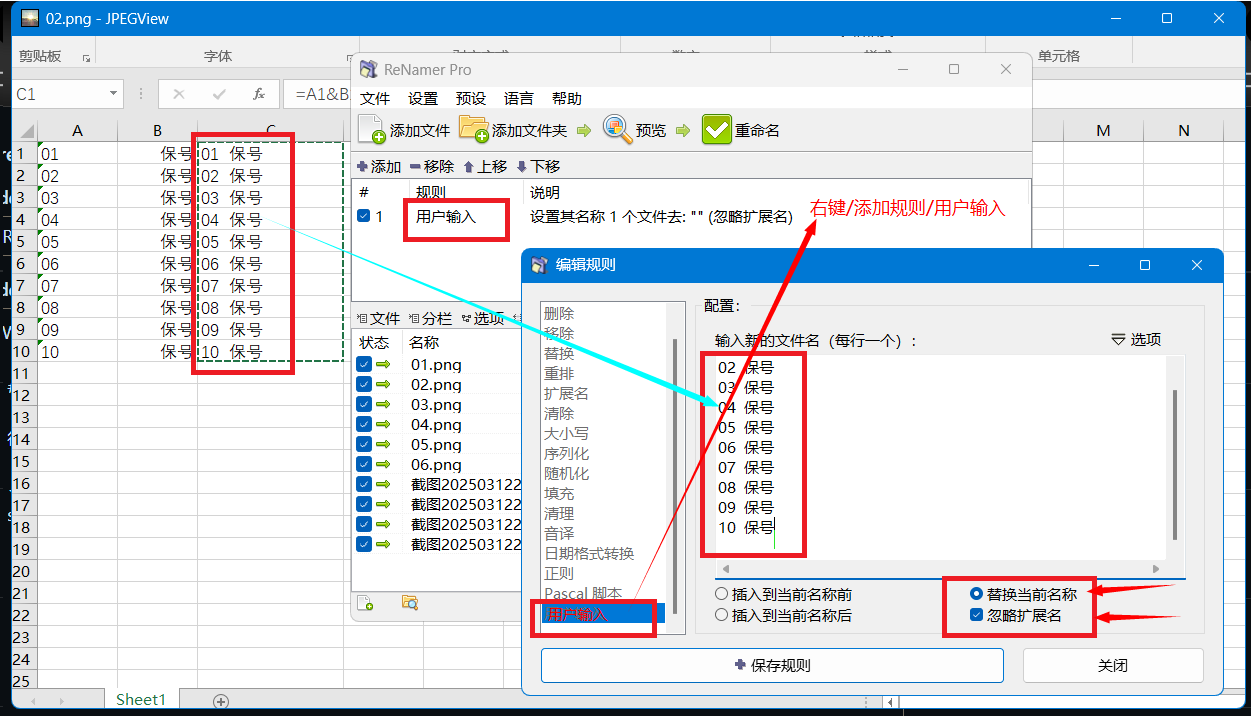 02.png - JPEGView
剪贴板
字体
单元格
C1
fx
=A1&B
A B C M N
1 01 保号 01 保号
2 02 保号 02 保号
3 03 保号 03 保号
4 04 保号 04 保号
5 05 保号 05 保号
6 06 保号 06 保号
7 07 保号 07 保号
8 08 保号 08 保号
9 09 保号 09 保号
10 10 保号 10 保号
11
12
13
14
15
16
17
18
19
20
21
22
23
24
25
Sheet1
ReNamer Pro
文件 设置 预设 语言 帮助
添加文件 添加文件夹 预览 重命名
添加 移除 上移 下移
# 规则 说明
1 用户输入 设置其名称 1 个文件去: "" (忽略扩展名)
右键/添加规则/用户输入
文件 分栏 选项
状态 名称
01.png
02.png
03.png
04.png
05.png
06.png
截图202503122
截图202503122
截图202503122
截图202503122
编辑规则
删除
移除
替换
重排
扩展名
清除
大小写
序列化
随机化
填充
清理
音译
日期格式转换
正则
Pascal 脚本
用户输入
配置:
输入新的文件名（每行一个）: 选项
02 保号
03 保号
04 保号
05 保号
06 保号
07 保号
08 保号
09 保号
10 保号
插入到当前名称前 替换当前名称
插入到当前名称后 忽略扩展名
保存规则 关闭